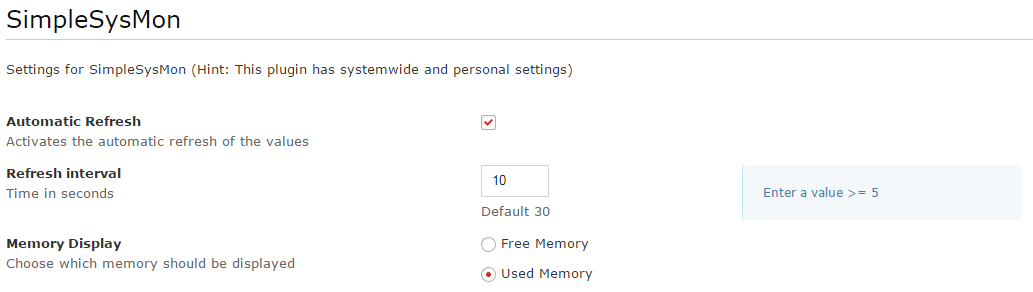 SimpleSysMon
Settings for SimpleSysMon (Hint: This plugin has systemwide and personal settings)
Automatic Refresh
Activates the automatic refresh of the values
Refresh interval
Time in seconds
10
Default 30
Enter a value >= 5
Memory Display
Choose which memory should be displayed
Free Memory
Used Memory